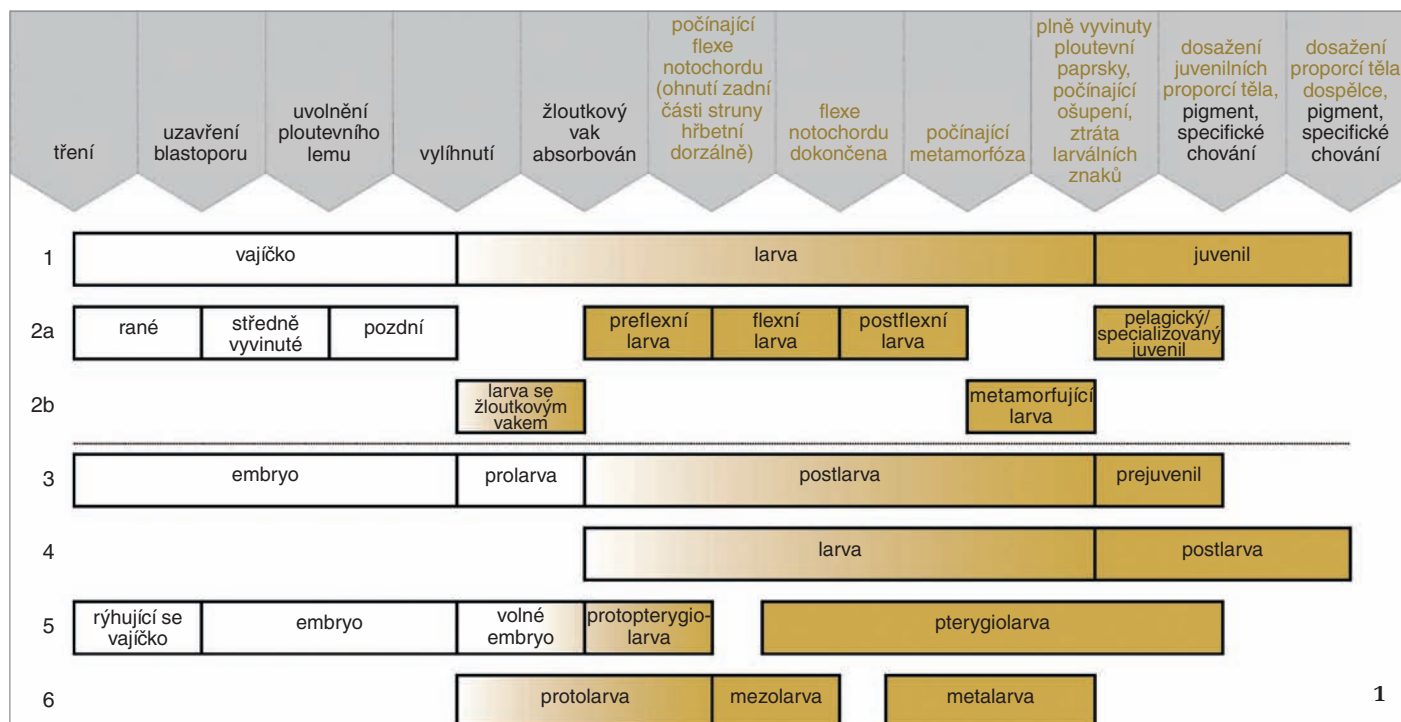 tření
uzavření
blastoporu
uvolnění
ploutevního
lemu
vylíhnutí
žloutkový
vak
absorbován
počínající
flexe
notochordu
(ohnutí zadní
části struny
hřbetní
dorzálně)
flexe
notochordu
dokončena
počínající
metamorfóza
plně vyvinuty
ploutevní
paprsky,
počínající
ošupení,
ztráta
larválních
znaků
dosažení
juvenilních
proporcí těla,
pigment,
specifické
chování
dosažení
proporcí těla
dospělce,
pigment,
specifické
chování
1
vajíčko
larva
juvenil
2a
rané
středně
vyvinuté
pozdní
preflexní
larva
flexní
larva
postflexní
larva
pelagický/
specializovaný
juvenil
2b
larva se
žloutkovým
vakem
metamorfující
larva
3
embryo
prolarva
postlarva
prejuvenil
4
larva
postlarva
5
rýhující se
vajíčko
embryo
volné
embryo
protopterygio-
larva
pterygiolarva
6
protolarva
mezolarva
metalarva
1